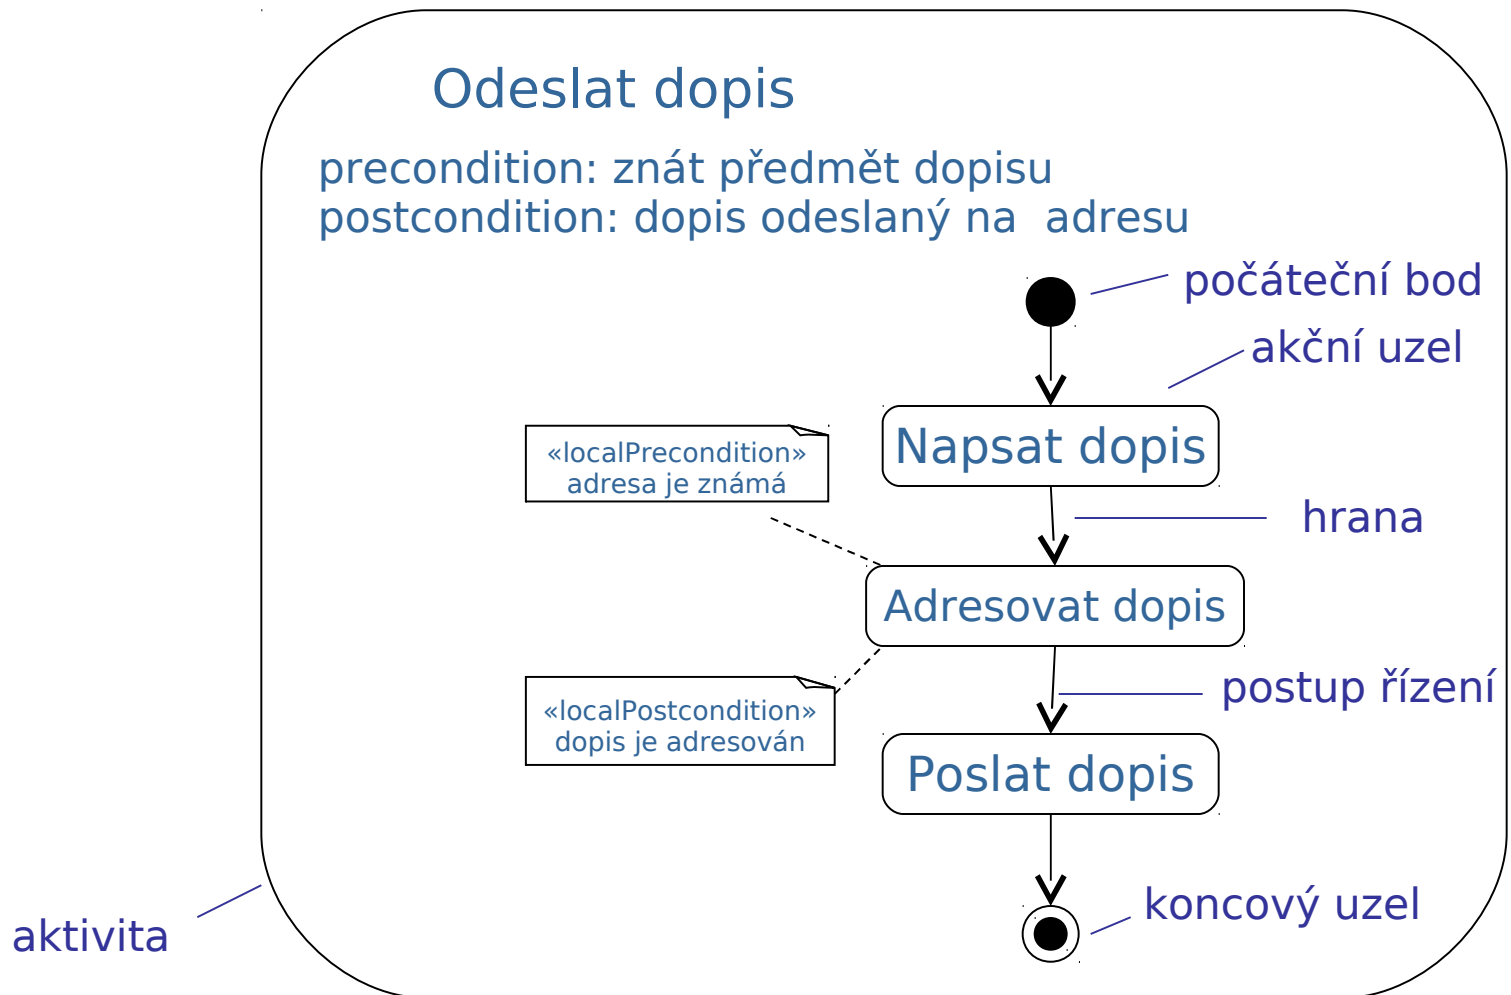 Odeslat dopis
precondition: znát předmět dopisu
postcondition: dopis odeslaný na  adresu
počáteční bod
akční uzel
Napsat dopis
«localPrecondition»
adresa je známá
hrana
Adresovat dopis
postup řízení
«localPostcondition»
dopis je adresován
Poslat dopis
koncový uzel
aktivita